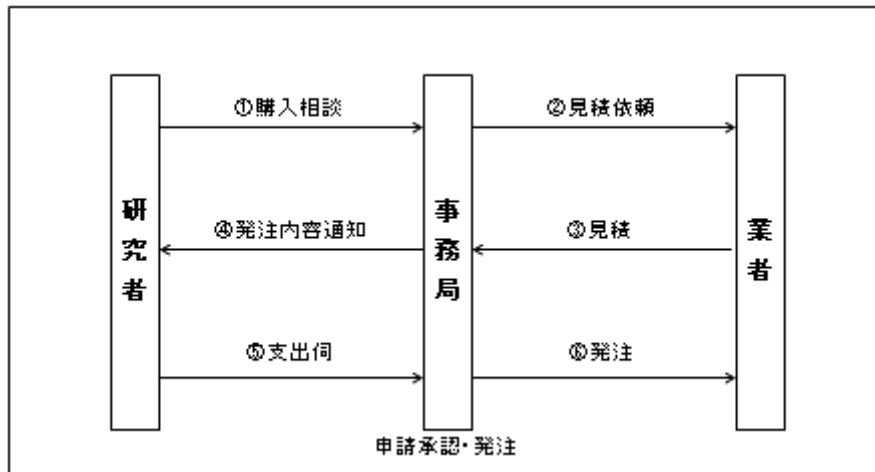 ①購入相談
②見積依頼
研究者
事務局
業者
④発注内容通知
③見積
⑤支出伺
⑥発注
申請承認・発注